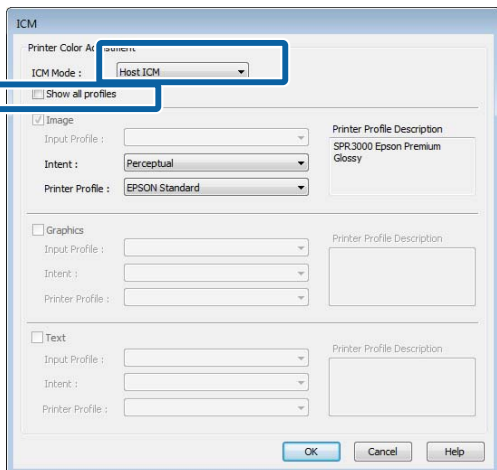 ICM
Printer Color Adjustment
ICM Mode : Host ICM
Show all profiles
Image
Input Profile :
Intent : Perceptual
Printer Profile : EPSON Standard
Printer Profile Description
SPR3000 Epson Premium
Glossy
Graphics
Input Profile :
Intent :
Printer Profile :
Printer Profile Description
Text
Input Profile :
Intent :
Printer Profile :
Printer Profile Description
OK Cancel Help